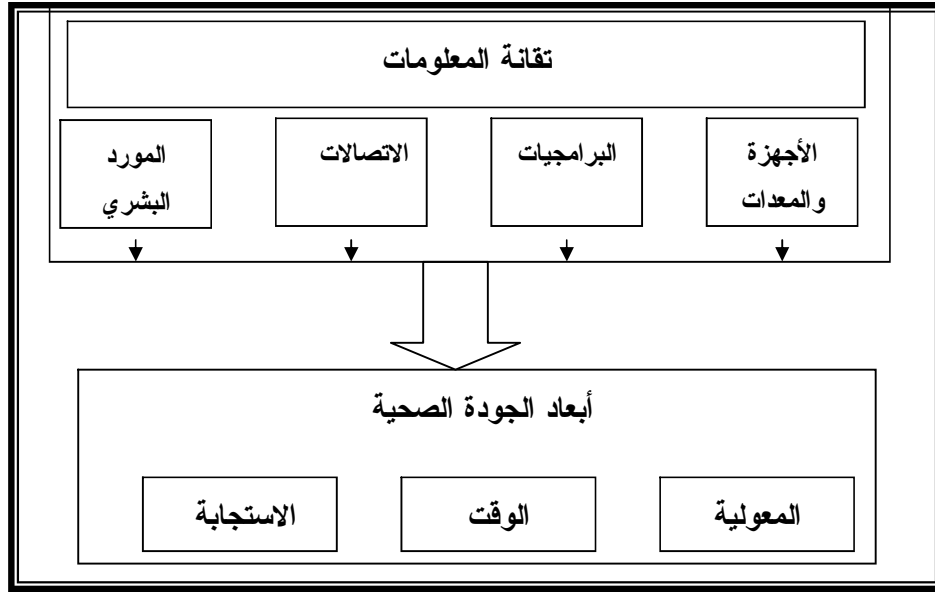 تقانة المعلومات
الأجهزة
والمعدات
البرامجيات
الاتصالات
المورد
البشري
أبعاد الجودة الصحية
المعولية
الوقت
الاستجابة